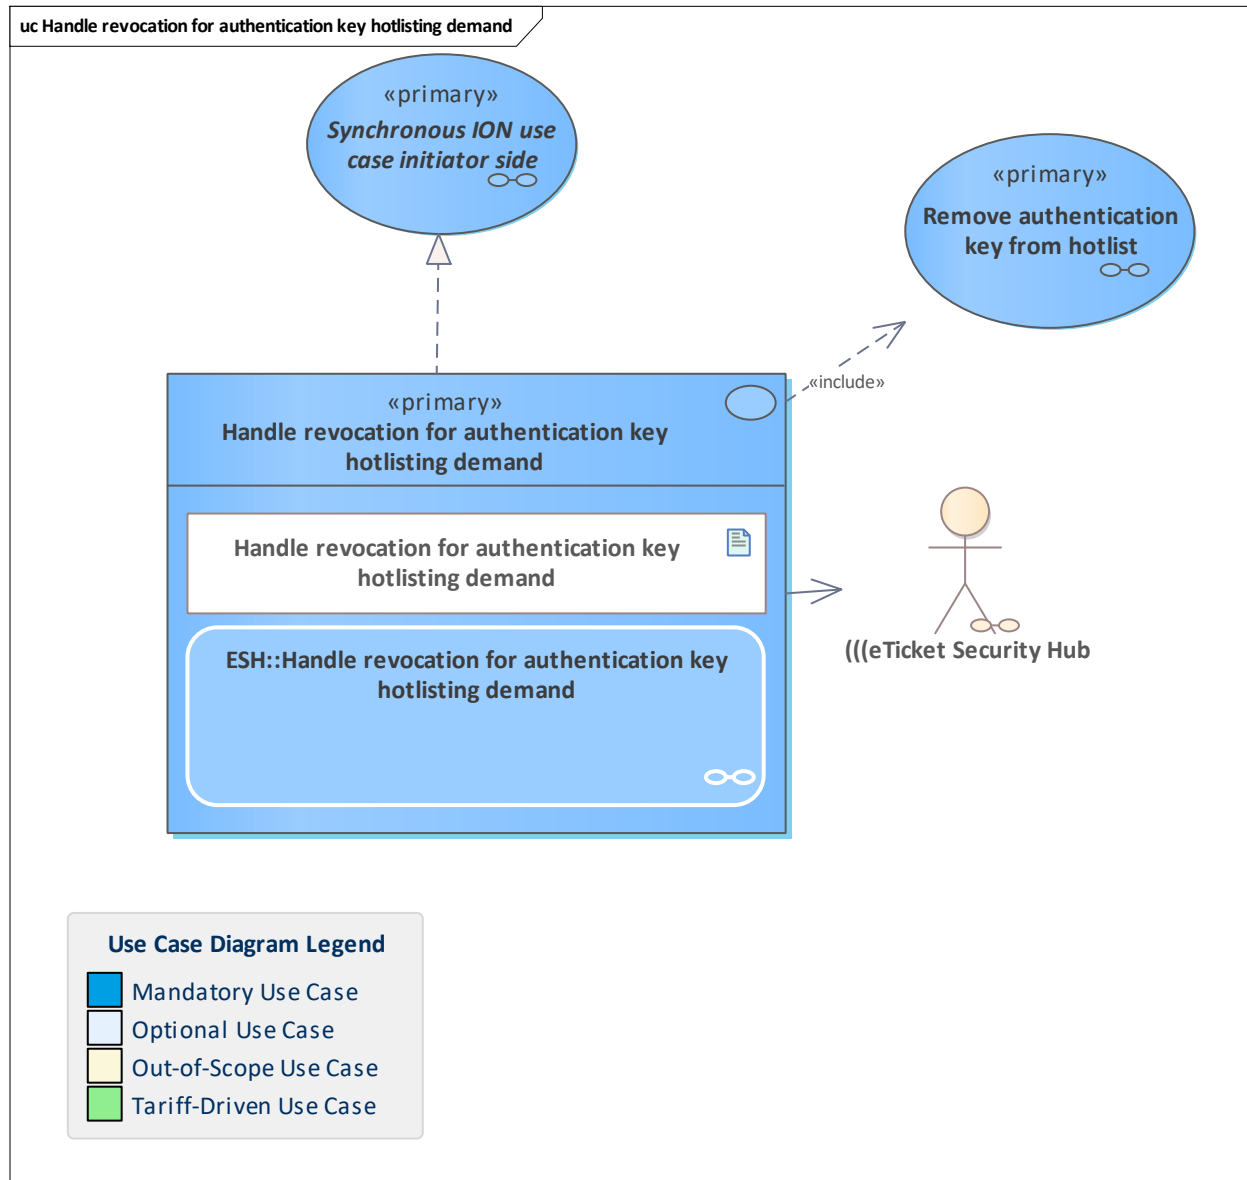 uc Handle revocation for authentication key hotlisting demand
«primary»
Synchronous ION use
case initiator side
«primary»
Remove authentication
key from hotlist
«include»
«primary»
Handle revocation for authentication key
hotlisting demand
Handle revocation for authentication key
hotlisting demand
ESH::Handle revocation for authentication key
hotlisting demand
(((eTicket Security Hub
Use Case Diagram Legend
Mandatory Use Case
Optional Use Case
Out-of-Scope Use Case
Tariff-Driven Use Case